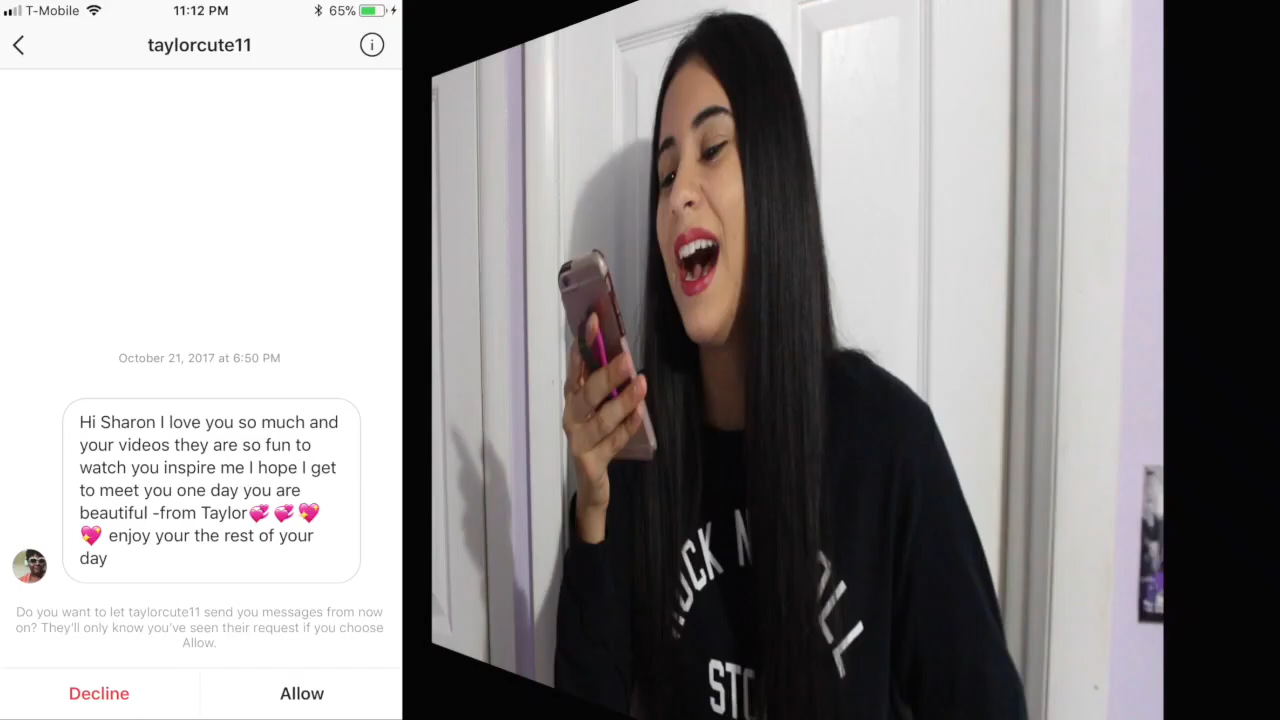 T-Mobile 11:12 PM 65%
taylorcute11
October 21, 2017 at 6:50 PM
Hi Sharon I love you so much and
your videos they are so fun to
watch you inspire me I hope I get
to meet you one day you are
beautiful -from Taylor💞 💞 💖
💖 enjoy your the rest of your
day
Do you want to let taylorcute11 send you messages from now
on? They'll only know you've seen their request if you choose
Allow.
Decline Allow